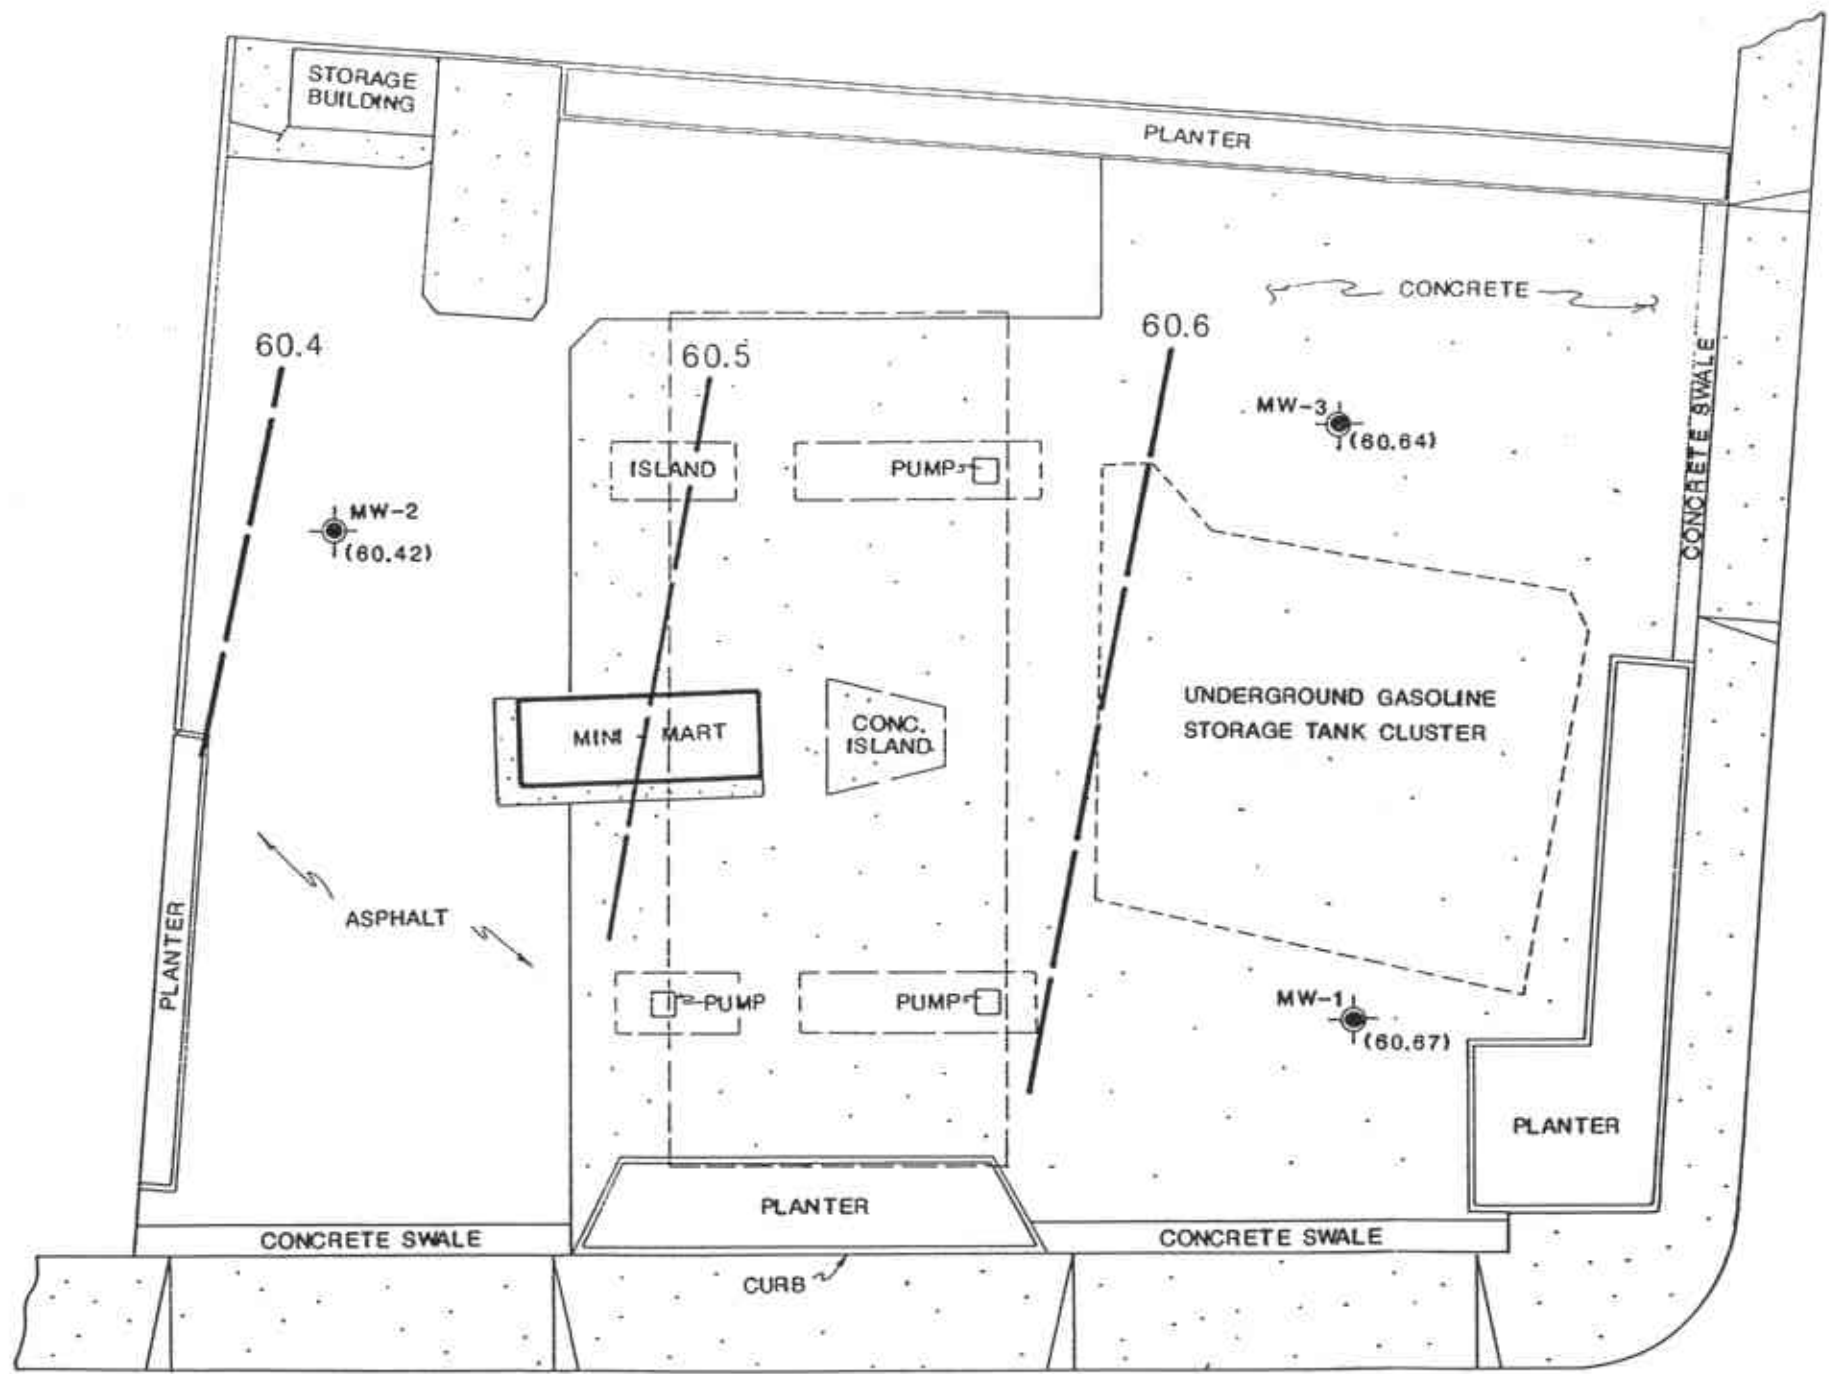 STORAGE
BUILDING
PLANTER
CONCRETE
60.4
60.5
60.6
CONCRETE SWALE
MW-3
(60.64)
ISLAND
PUMP
MW-2
(60.42)
UNDERGROUND GASOLINE
STORAGE TANK CLUSTER
MINI - MART
CONC.
ISLAND
ASPHALT
PLANTER
PUMP
PUMP
MW-1
(60.67)
PLANTER
PLANTER
CONCRETE SWALE
CONCRETE SWALE
CURB